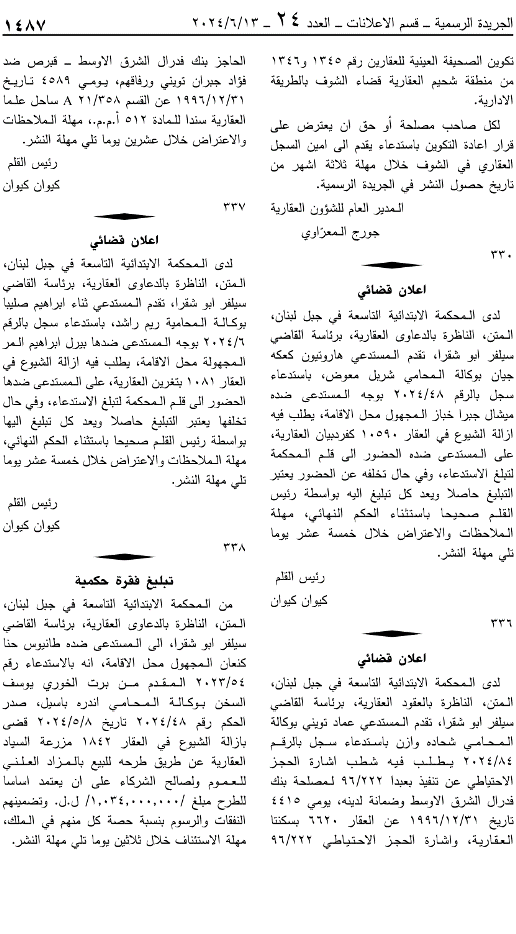 الجريدة الرسمية ــ قسم الاعلانات ــ العدد ٢٤ ــ ٢٠٢٤/٦/١٣
١٤٨٧
تكوين الصحيفة العينية للعقارين رقم ١٣٤٥ و١٣٤٦
من منطقة شحيم العقارية قضاء الشوف بالطريقة
الادارية.
لكل صاحب مصلحة أو حق ان يعترض على
قرار اعادة التكوين باستدعاء يقدم الى امين السجل
العقاري في الشوف خلال مهلة ثلاثة اشهر من
تاريخ حصول النشر في الجريدة الرسمية.
المدير العام للشؤون العقارية
جورج المعرّاوي
٣٣٠
اعلان قضائي
لدى المحكمة الابتدائية التاسعة في جبل لبنان،
المتن، الناظرة بالدعاوى العقارية، برئاسة القاضي
سيلفر ابو شقرا، تقدم المستدعي هاروتيون كعكه
جيان بوكالة المحامي شربل معوض، باستدعاء
سجل بالرقم ٢٠٢٤/٤٨ بوجه المستدعى ضده
ميشال جبرا خباز المجهول محل الاقامة، يطلب فيه
ازالة الشيوع في العقار ١٠٥٩٠ كفردبيان العقارية،
على المستدعى ضده الحضور الى قلم المحكمة
لتبلغ الاستدعاء، وفي حال تخلفه عن الحضور يعتبر
التبليغ حاصلا ويعد كل تبليغ اليه بواسطة رئيس
القلم صحيحا باستثناء الحكم النهائي، مهلة
الملاحظات والاعتراض خلال خمسة عشر يوما
تلي مهلة النشر.
رئيس القلم
كيوان كيوان
٣٣٦
اعلان قضائي
لدى المحكمة الابتدائية التاسعة في جبل لبنان،
المتن، الناظرة بالعقود العقارية، برئاسة القاضي
سيلفر ابو شقرا، تقدم المستدعي عماد تويني بوكالة
المحامي شحاده وازن باستدعاء سجل بالرقم
٢٠٢٤/٨٤ يطلب فيه شطب اشارة الحجز
الاحتياطي عن تنفيذ بعبدا ٩٦/٢٢٢ لمصلحة بنك
فدرال الشرق الاوسط وضمانة لدينه، يومي ٤٤١٥
تاريخ ١٩٩٦/١٢/٣١ عن العقار ٦٦٢٠ بسكنتا
العقارية، واشارة الحجز الاحتياطي ٩٦/٢٢٢
الحاجز بنك فدرال الشرق الاوسط ــ قبرص ضد
فؤاد جبران تويني ورفاقهم، يومي ٤٥٨٩ تاريخ
١٩٩٦/١٢/٣١ عن القسم ٢١/٣٥٨ A ساحل علما
العقارية سندا للمادة ٥١٢ أ.م.م.، مهلة الملاحظات
والاعتراض خلال عشرين يوما تلي مهلة النشر.
رئيس القلم
كيوان كيوان
٣٣٧
اعلان قضائي
لدى المحكمة الابتدائية التاسعة في جبل لبنان،
المتن، الناظرة بالدعاوى العقارية، برئاسة القاضي
سيلفر ابو شقرا، تقدم المستدعي ثناء ابراهيم صليبا
بوكالة المحامية ريم راشد، باستدعاء سجل بالرقم
٢٠٢٤/٦ بوجه المستدعى ضدها بيرل ابراهيم المر
المجهولة محل الاقامة، يطلب فيه ازالة الشيوع في
العقار ١٠٨١ بتغرين العقارية، على المستدعى ضدها
الحضور الى قلم المحكمة لتبلغ الاستدعاء، وفي حال
تخلفها يعتبر التبليغ حاصلا ويعد كل تبليغ اليها
بواسطة رئيس القلم صحيحا باستثناء الحكم النهائي،
مهلة الملاحظات والاعتراض خلال خمسة عشر يوما
تلي مهلة النشر.
رئيس القلم
كيوان كيوان
٣٣٨
تبليغ فقرة حكمية
من المحكمة الابتدائية التاسعة في جبل لبنان،
المتن، الناظرة بالدعاوى العقارية، برئاسة القاضي
سيلفر ابو شقرا، الى المستدعى ضده طانيوس حنا
كنعان المجهول محل الاقامة، انه بالاستدعاء رقم
٢٠٢٣/٥٤ المقدم من برت الخوري يوسف
السخن بوكالة المحامي اندره باسيل، صدر
الحكم رقم ٢٠٢٤/٤٨ تاريخ ٢٠٢٤/٥/٨ قضى
بازالة الشيوع في العقار ١٨٤٢ مزرعة السياد
العقارية عن طريق طرحه للبيع بالمزاد العلني
للعموم ولصالح الشركاء على ان يعتمد اساسا
للطرح مبلغ /١,٠٣٤,٠٠٠,٠٠٠/ ل.ل. وتضمينهم
النفقات والرسوم بنسبة حصة كل منهم في الملك،
مهلة الاستئناف خلال ثلاثين يوما تلي مهلة النشر.